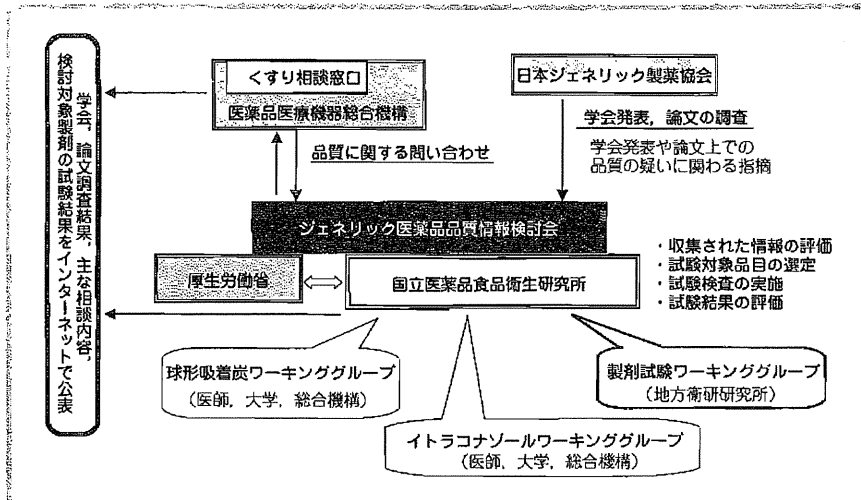 学会，論文調査結果，主な相談内容，
検討対象製剤の試験結果をインターネットで公表
くすり相談窓口
医薬品医療機器総合機構
日本ジェネリック製薬協会
学会発表，論文の調査
学会発表や論文上での
品質の疑いに関わる指摘
品質に関する問い合わせ
ジェネリック医薬品品質情報検討会
厚生労働省
国立医薬品食品衛生研究所
・収集された情報の評価
・試験対象品目の選定
・試験検査の実施
・試験結果の評価
球形吸着炭ワーキンググループ
（医師，大学，総合機構）
製剤試験ワーキンググループ
（地方衛研研究所）
イトラコナゾールワーキンググループ
（医師，大学，総合機構）